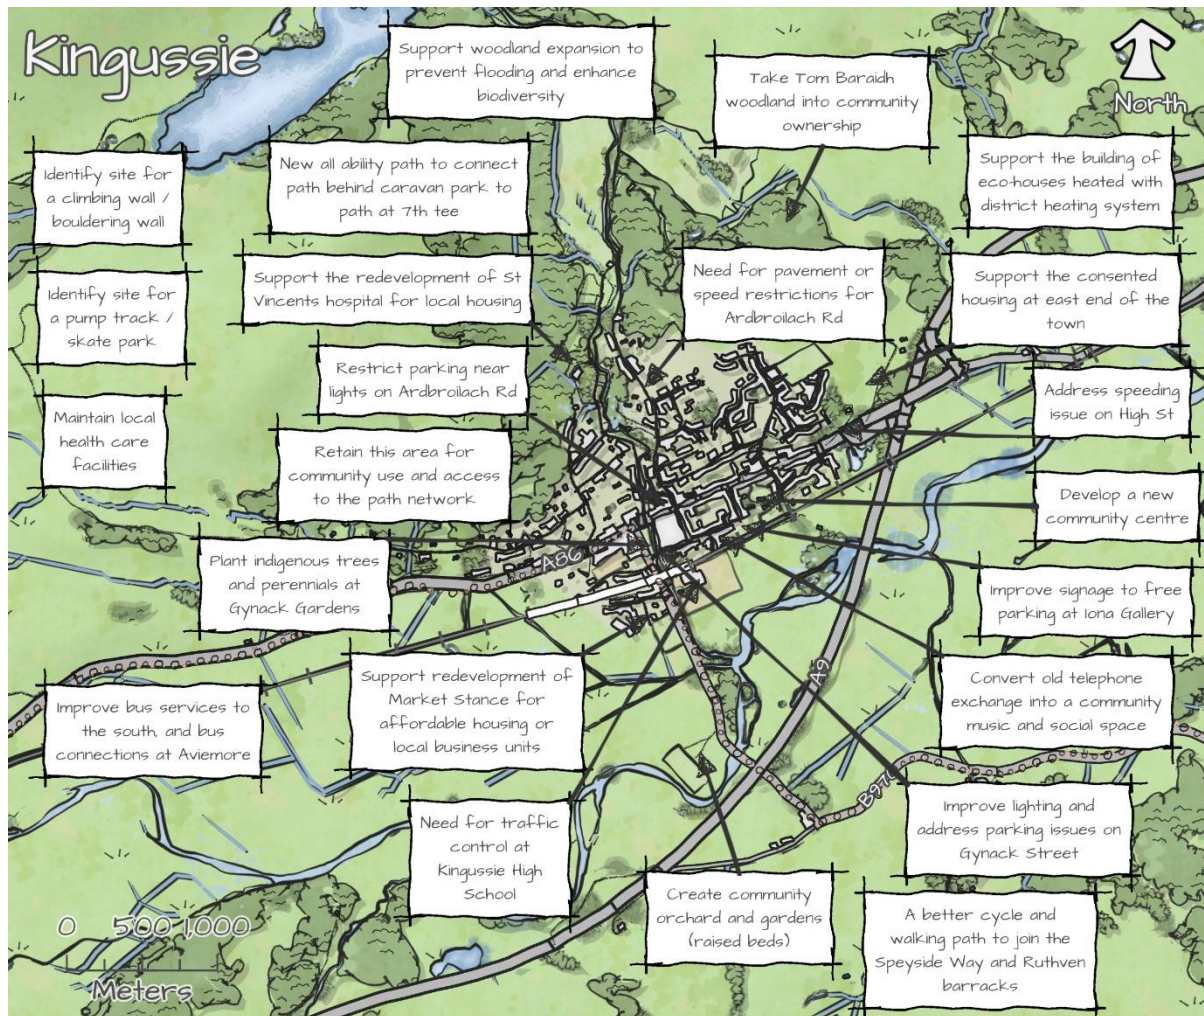 Kingussie
Support woodland expansion to
prevent flooding and enhance
biodiversity
Take Tom Baraidh
woodland into community
ownership
North
Identify site for
a climbing wall /
bouldering wall
New all ability path to connect
path behind caravan park to
path at 7th tee
Support the building of
eco-houses heated with
district heating system
Identify site for
a pump track /
skate park
Support the redevelopment of St
Vincents hospital for local housing
Need for pavement or
speed restrictions for
Ardbroilach Rd
Support the consented
housing at east end of the
town
Restrict parking near
lights on Ardbroilach Rd
Address speeding
issue on High St
Maintain local
health care
facilities
Retain this area for
community use and access
to the path network
Develop a new
community centre
Plant indigenous trees
and perennials at
Gynack Gardens
A86
Improve signage to free
parking at Iona Gallery
Improve bus services to
the south, and bus
connections at Aviemore
Support redevelopment of
Market Stance for
affordable housing or
local business units
A9
Convert old telephone
exchange into a community
music and social space
Need for traffic
control at
Kingussie High
School
Improve lighting and
address parking issues on
Gynack Street
Create community
orchard and gardens
(raised beds)
A better cycle and
walking path to join the
Speyside Way and Ruthven
barracks
0 500 1,000
Meters